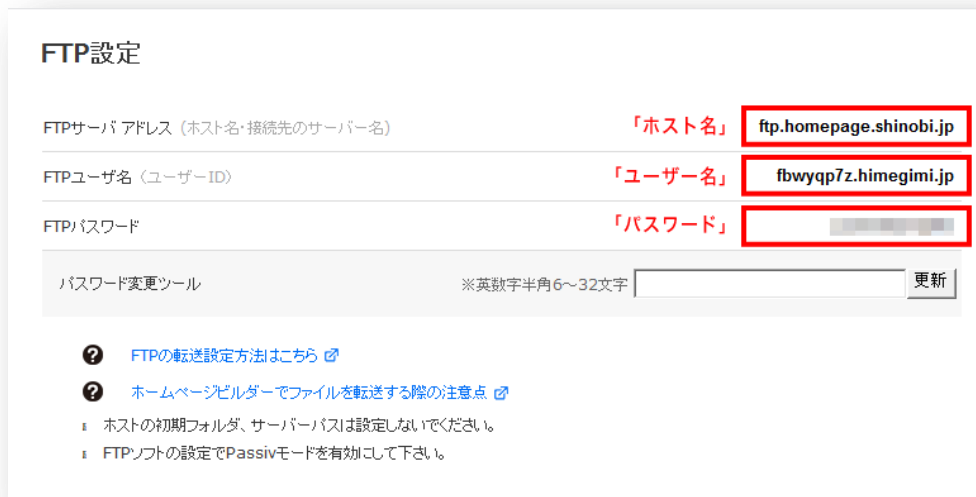 FTP設定
FTPサーバアドレス（ホスト名・接続先のサーバー名） 「ホスト名」 ftp.homepage.shinobi.jp
FTPユーザ名（ユーザーID） 「ユーザー名」 fbwyqp7z.himegimi.jp
FTPパスワード 「パスワード」
パスワード変更ツール ※英数字半角6～32文字 更新
? FTPの転送設定方法はこちら
? ホームページビルダーでファイルを転送する際の注意点
ホストの初期フォルダ、サーバーパスは設定しないでください。
FTPソフトの設定でPassivモードを有効にして下さい。